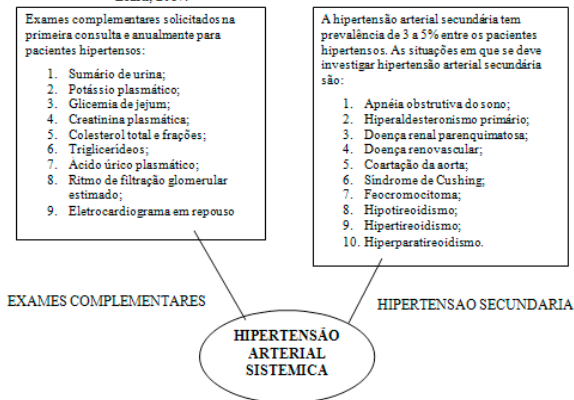 Exames complementares solicitados na
primeira consulta e anualmente para
pacientes hipertensos:
1. Sumário de urina;
2. Potássio plasmático;
3. Glicemia de jejum;
4. Creatinina plasmática;
5. Colesterol total e frações;
6. Triglicerídeos;
7. Ácido úrico plasmático;
8. Ritmo de filtração glomerular
estimado;
9. Eletrocardiograma em repouso
A hipertensão arterial secundária tem
prevalência de 3 a 5% entre os pacientes
hipertensos. As situações em que se deve
investigar hipertensão arterial secundária
são:
1. Apnéia obstrutiva do sono;
2. Hiperaldesteronismo primário;
3. Doença renal parenquimatosa;
4. Doença renovascular;
5. Coartação da aorta;
6. Síndrome de Cushing;
7. Feocromocitoma;
8. Hipotireoidismo;
9. Hipertireoidismo;
10. Hiperparatireoidismo.
EXAMES COMPLEMENTARES
HIPERTENSAO SECUNDARIA
HIPERTENSÃO
ARTERIAL
SISTEMICA